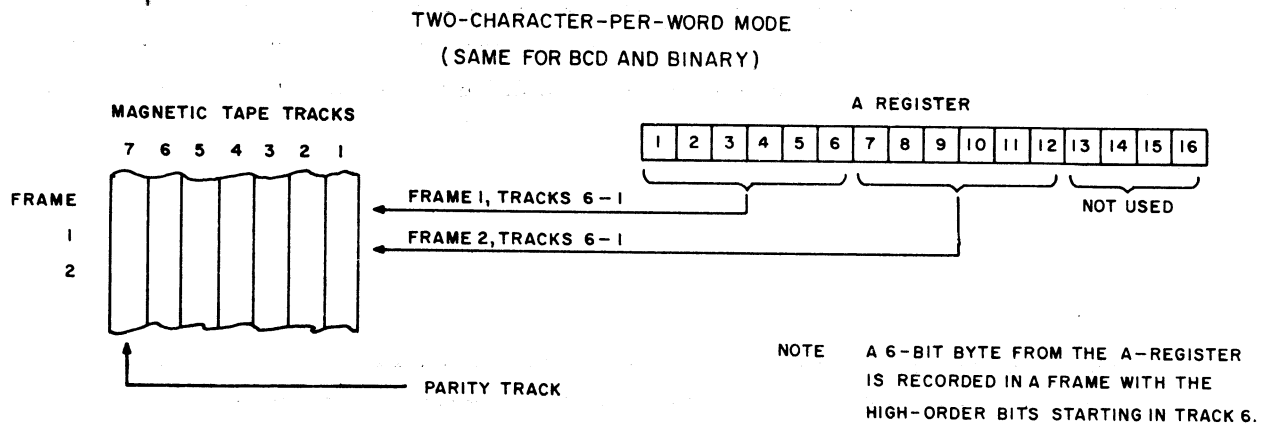 TWO-CHARACTER-PER-WORD MODE
(SAME FOR BCD AND BINARY)
MAGNETIC TAPE TRACKS
7 6 5 4 3 2 1
A REGISTER
1 2 3 4 5 6 7 8 9 10 11 12 13 14 15 16
FRAME
1
2
FRAME 1, TRACKS 6-1
FRAME 2, TRACKS 6-1
NOT USED
PARITY TRACK
NOTE A 6-BIT BYTE FROM THE A-REGISTER
IS RECORDED IN A FRAME WITH THE
HIGH-ORDER BITS STARTING IN TRACK 6.